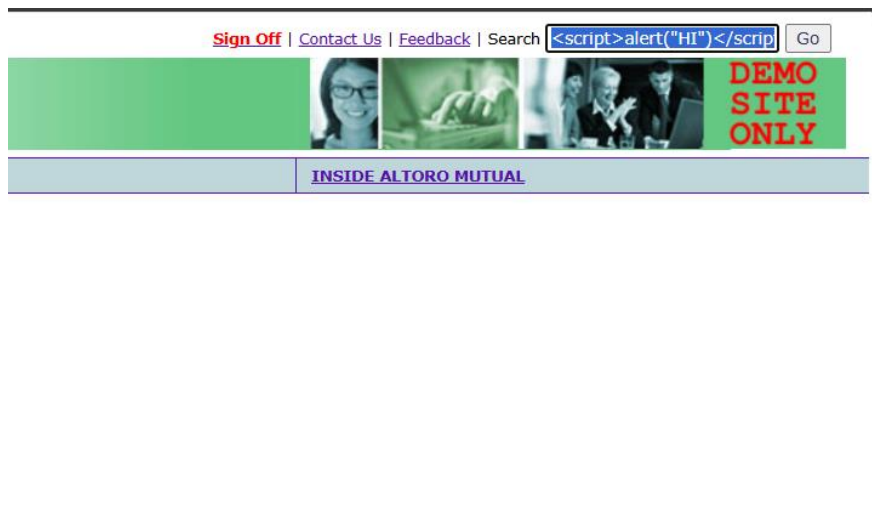 Sign Off | Contact Us | Feedback | Search <script>alert("HI")</scrip Go
DEMO
SITE
ONLY
INSIDE ALTORO MUTUAL